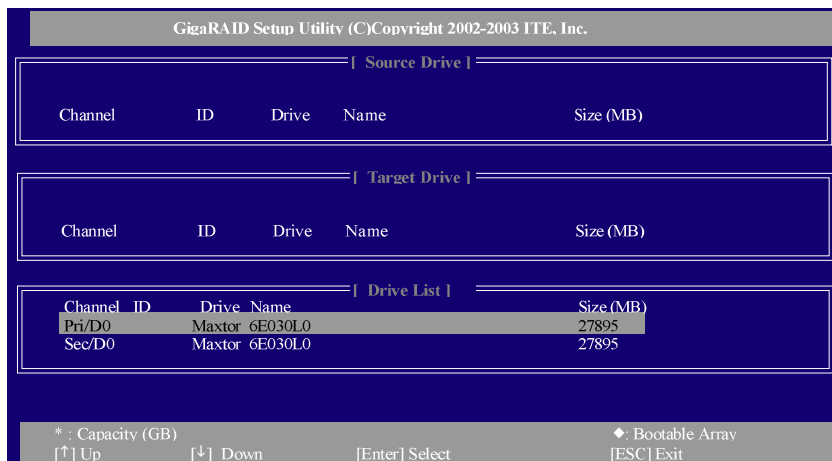 GigaRAID Setup Utility (C)Copyright 2002-2003 ITE, Inc.
[ Source Drive ]
Channel ID Drive Name Size (MB)
[ Target Drive ]
Channel ID Drive Name Size (MB)
[ Drive List ]
Channel ID Drive Name Size (MB)
Pri/D0 Maxtor 6E030L0 27895
Sec/D0 Maxtor 6E030L0 27895
* : Capacity (GB) ◆: Bootable Array
[↑] Up [↓] Down [Enter] Select [ESC] Exit